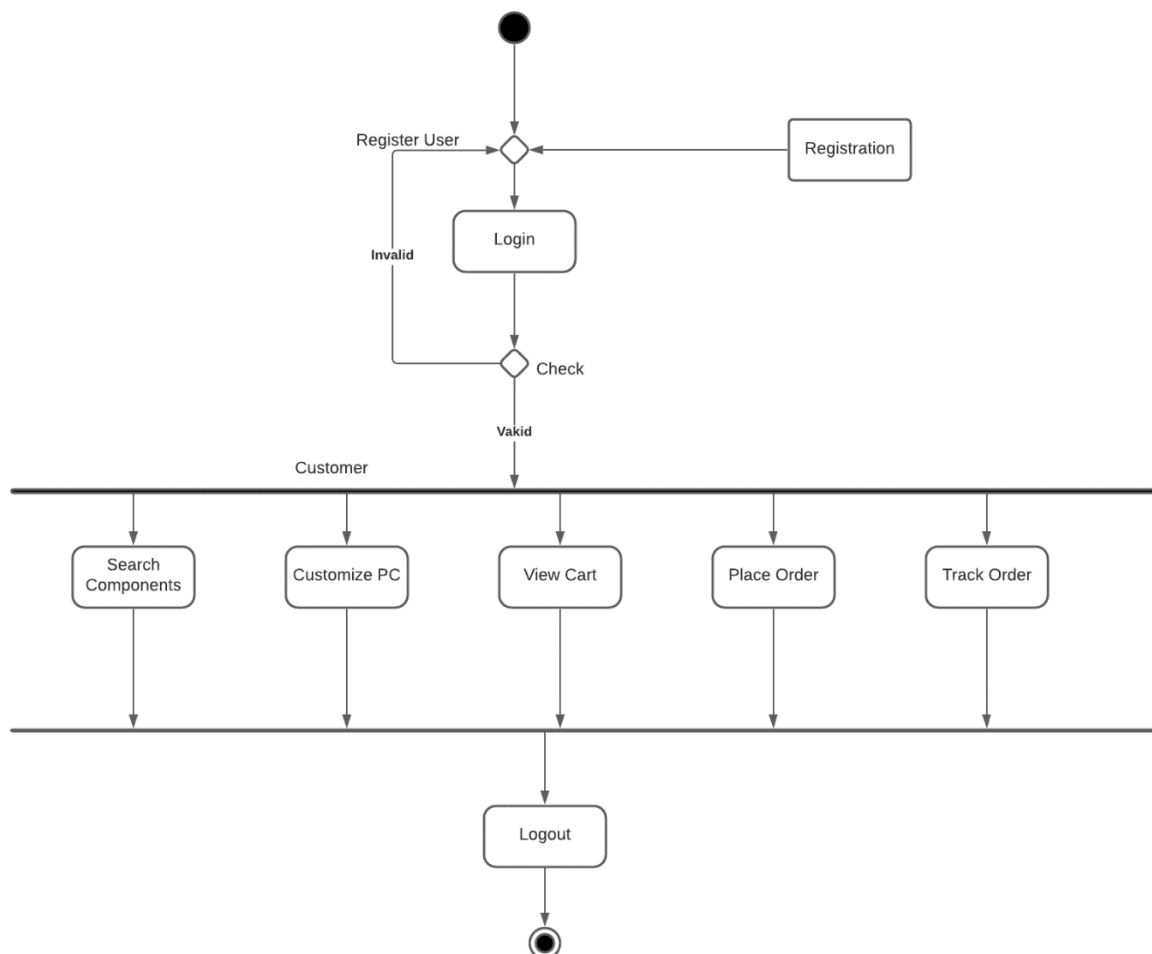 Register User
Registration
Login
Invalid
Check
Vakid
Customer
Search
Components
Customize PC
View Cart
Place Order
Track Order
Logout